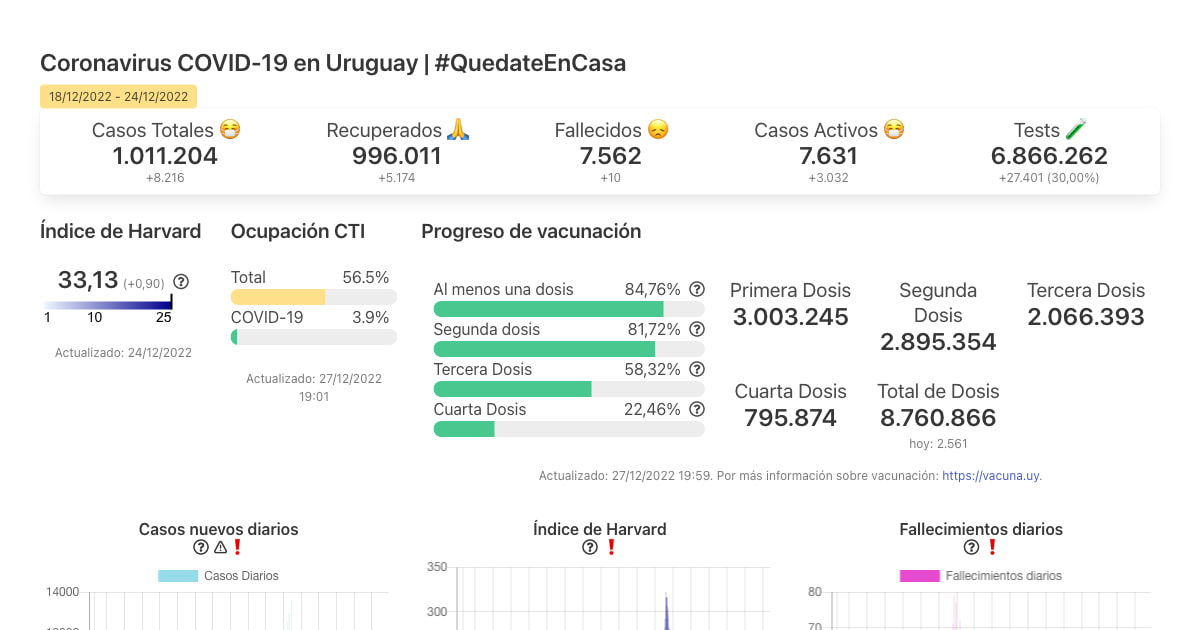 Coronavirus COVID-19 en Uruguay | #QuedateEnCasa
18/12/2022 - 24/12/2022
Casos Totales 😷
1.011.204
+8.216
Recuperados 🙏
996.011
+5.174
Fallecidos 😞
7.562
+10
Casos Activos 😷
7.631
+3.032
Tests 🧪
6.866.262
+27.401 (30,00%)
Índice de Harvard
33,13 (+0,90)
1 10 25
Actualizado: 24/12/2022
Ocupación CTI
Total 56.5%
COVID-19 3.9%
Actualizado: 27/12/2022
19:01
Progreso de vacunación
Al menos una dosis 84,76%
Segunda dosis 81,72%
Tercera Dosis 58,32%
Cuarta Dosis 22,46%
Primera Dosis
3.003.245
Segunda
Dosis
2.895.354
Tercera Dosis
2.066.393
Cuarta Dosis
795.874
Total de Dosis
8.760.866
hoy: 2.561
Actualizado: 27/12/2022 19:59. Por más información sobre vacunación: https://vacuna.uy.
Casos nuevos diarios
Casos Diarios
14000
Índice de Harvard
350
300
Fallecimientos diarios
Fallecimientos diarios
80
70